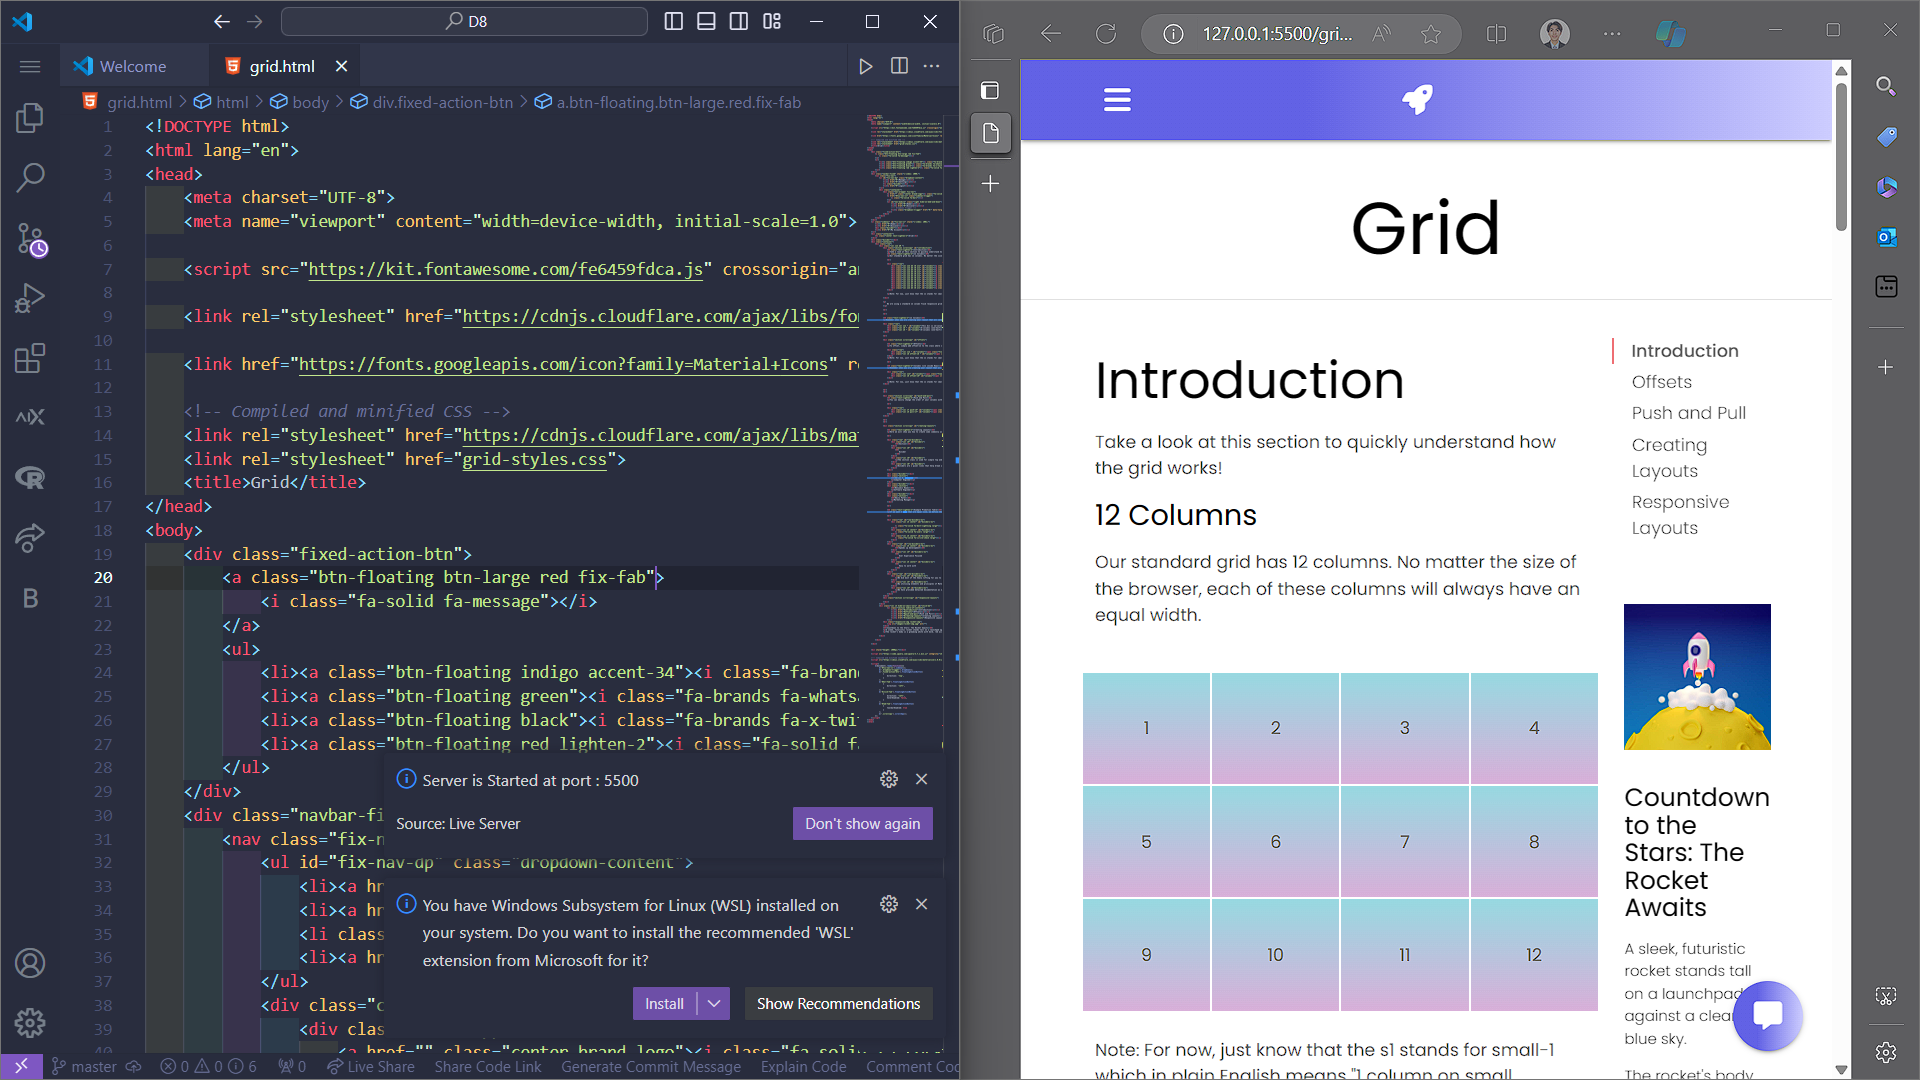 D8
Welcome
grid.html
grid.html > html > body > div.fixed-action-btn > a.btn-floating.btn-large.red.fix-fab
1 <!DOCTYPE html>
2 <html lang="en">
3 <head>
4 <meta charset="UTF-8">
5 <meta name="viewport" content="width=device-width, initial-scale=1.0">
6
7 <script src="https://kit.fontawesome.com/fe6459fdca.js" crossorigin="an
8
9 <link rel="stylesheet" href="https://cdnjs.cloudflare.com/ajax/libs/fon
10
11 <link href="https://fonts.googleapis.com/icon?family=Material+Icons" re
12
13 <!-- Compiled and minified CSS -->
14 <link rel="stylesheet" href="https://cdnjs.cloudflare.com/ajax/libs/mat
15 <link rel="stylesheet" href="grid-styles.css">
16 <title>Grid</title>
17 </head>
18 <body>
19 <div class="fixed-action-btn">
20 <a class="btn-floating btn-large red fix-fab">
21 <i class="fa-solid fa-message"></i>
22 </a>
23 <ul>
24 <li><a class="btn-floating indigo accent-34"><i class="fa-bran
25 <li><a class="btn-floating green"><i class="fa-brands fa-whatsa
26 <li><a class="btn-floating black"><i class="fa-brands fa-x-twit
27 <li><a class="btn-floating red lighten-2"><i class="fa-solid fa
28 </ul>
29 </div>
30 <div class="navbar-fi
31 <nav class="fix-n
32 <ul id="fix-nav-dp" class="dropdown-content">
33 <li><a hr
34 <li><a hr
35 <li class
36 <li><a hr
37 </ul>
38 <div class="c
39 <div clas
40 <a href="" class="center brand-logo"><i class="fa-solid
Server is Started at port : 5500
Source: Live Server
Don't show again
You have Windows Subsystem for Linux (WSL) installed on
your system. Do you want to install the recommended 'WSL'
extension from Microsoft for it?
Install
Show Recommendations
B
master 0 0 6 0 Live Share Share Code Link Generate Commit Message Explain Code Comment Coc
127.0.0.1:5500/gri...
Grid
Introduction
Take a look at this section to quickly understand how
the grid works!
12 Columns
Our standard grid has 12 columns. No matter the size of
the browser, each of these columns will always have an
equal width.
1 2 3 4
5 6 7 8
9 10 11 12
Note: For now, just know that the s1 stands for small-1
which in plain English means "1 column on small
Introduction
Offsets
Push and Pull
Creating
Layouts
Responsive
Layouts
Countdown
to the
Stars: The
Rocket
Awaits
A sleek, futuristic
rocket stands tall
on a launchpad
against a clea
blue sky.
The rocket's body